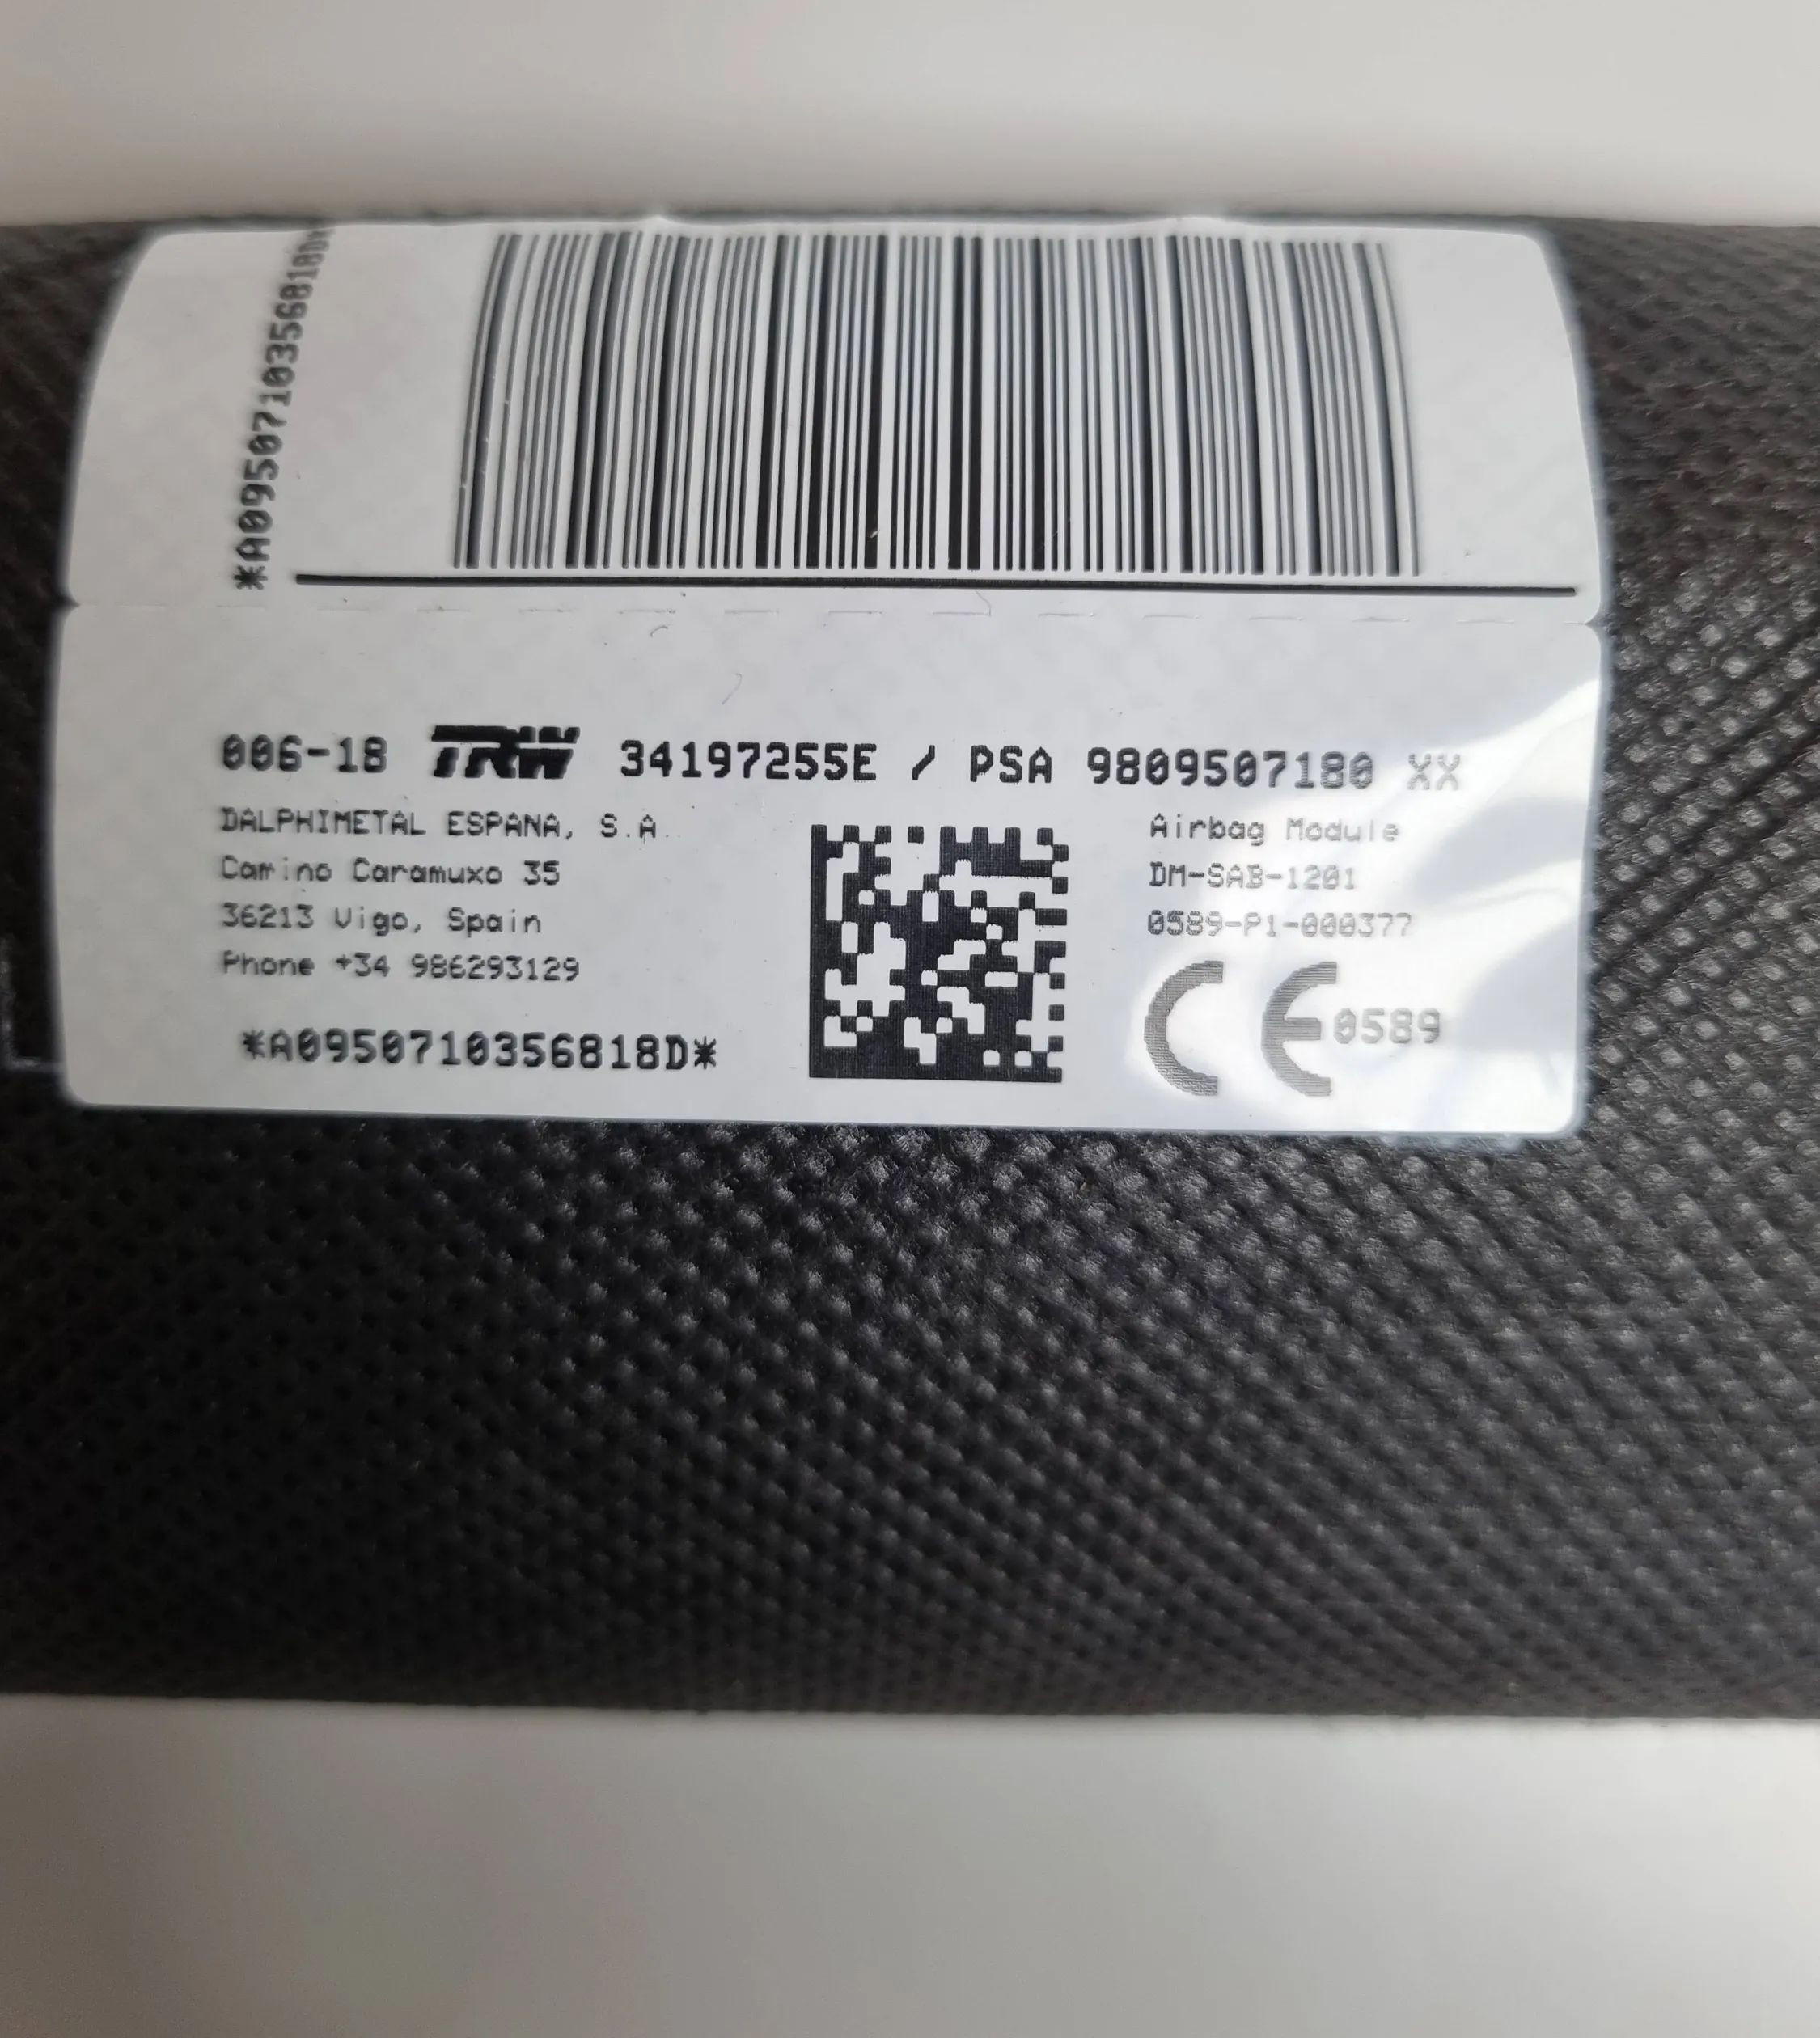 *A0950710356818D*
006-18 TRW 34197255E / PSA 9809507180 XX
DALPHIMETAL ESPANA, S.A.
Camino Caramuxo 35
36213 Vigo, Spain
Phone +34 986293129
*A0950710356818D*
Airbag Module
DM-SAB-1201
0589-P1-000377
CE 0589